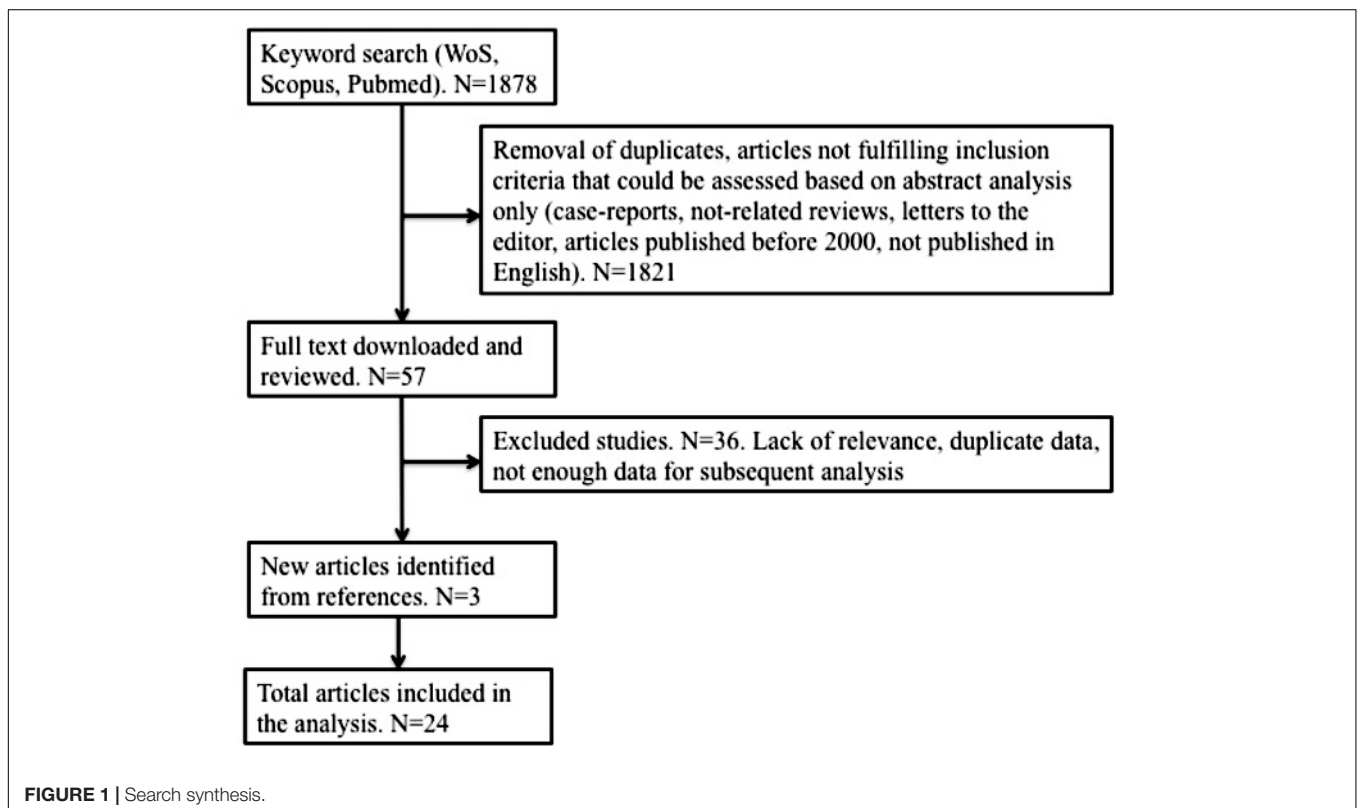 Keyword search (WoS,
Scopus, Pubmed). N=1878
Removal of duplicates, articles not fulfilling inclusion
criteria that could be assessed based on abstract analysis
only (case-reports, not-related reviews, letters to the
editor, articles published before 2000, not published in
English). N=1821
Full text downloaded and
reviewed. N=57
Excluded studies. N=36. Lack of relevance, duplicate data,
not enough data for subsequent analysis
New articles identified
from references. N=3
Total articles included in
the analysis. N=24
FIGURE 1 | Search synthesis.